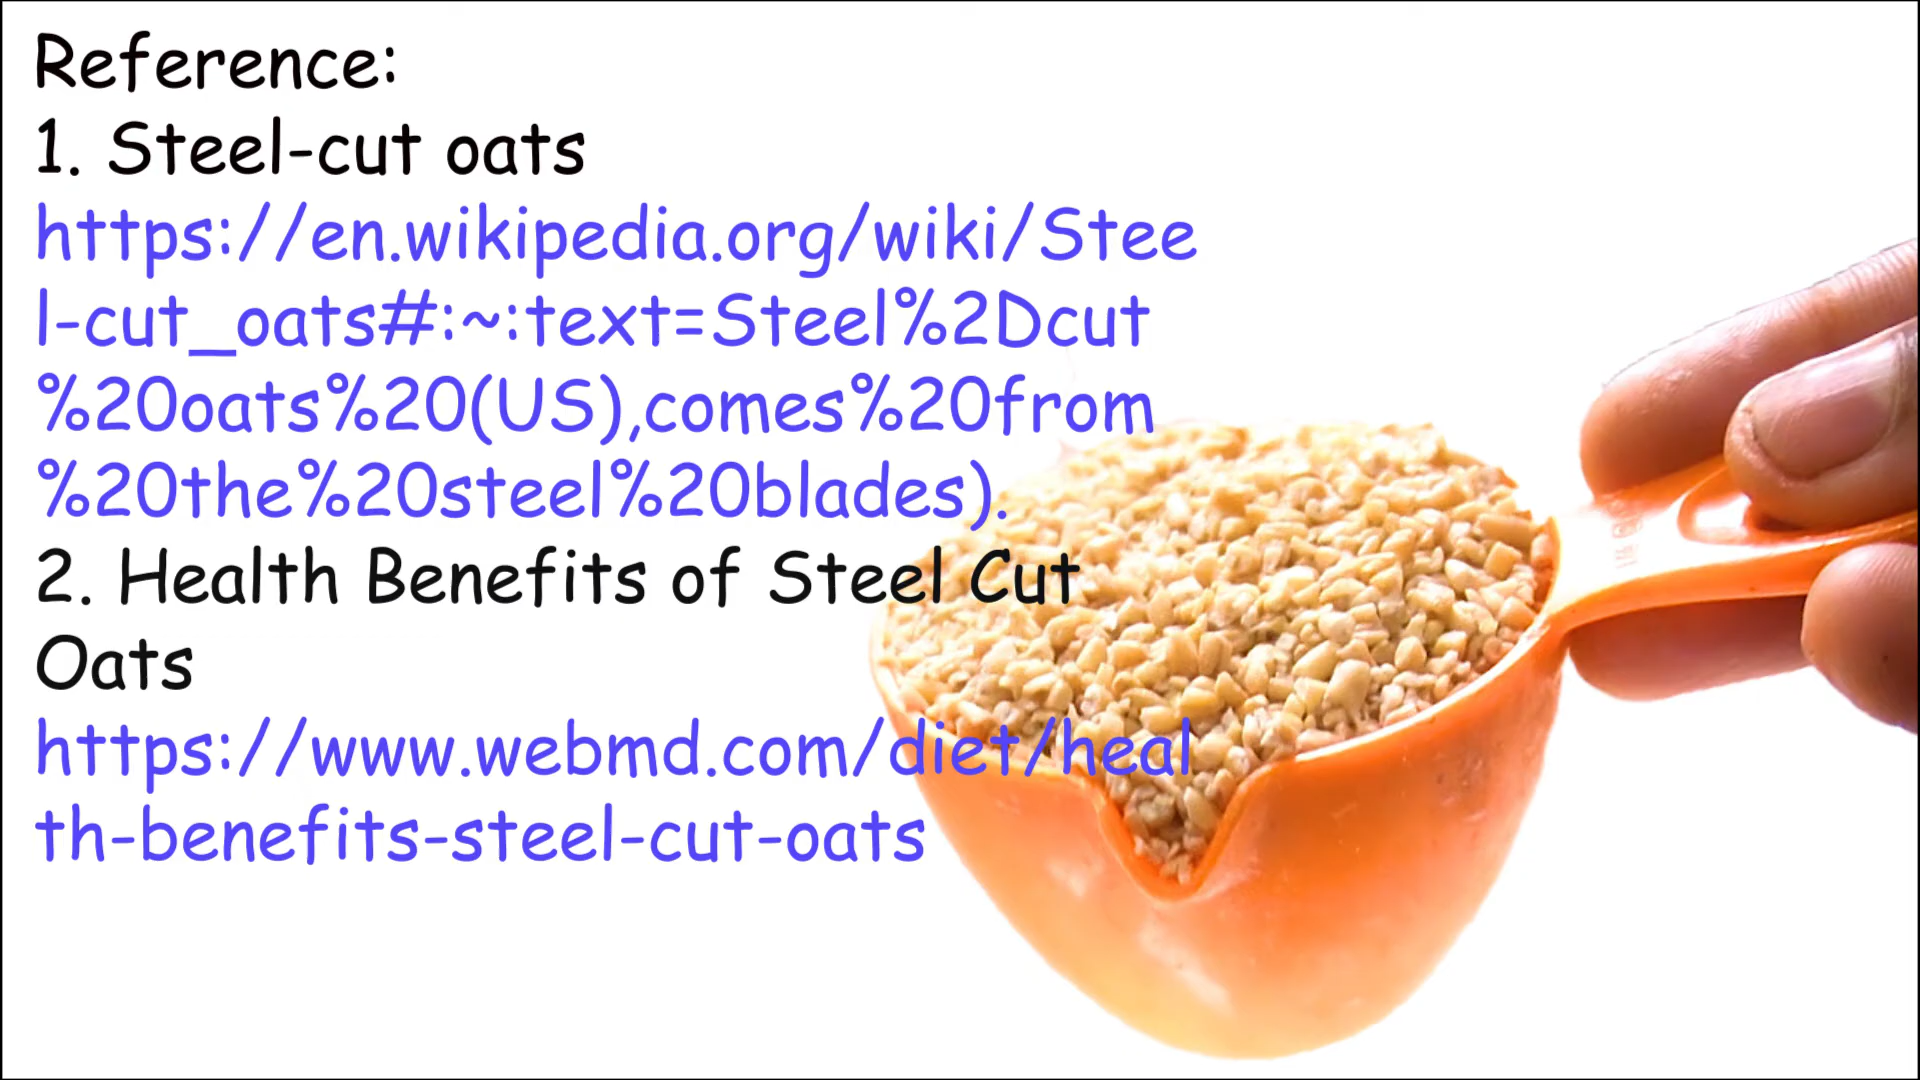 Reference:
1. Steel-cut oats
https://en.wikipedia.org/wiki/Stee
l-cut_oats#:~:text=Steel%2Dcut
%20oats%20(US),comes%20from
%20the%20steel%20blades).
2. Health Benefits of Steel Cut
Oats
https://www.webmd.com/diet/heal
th-benefits-steel-cut-oats